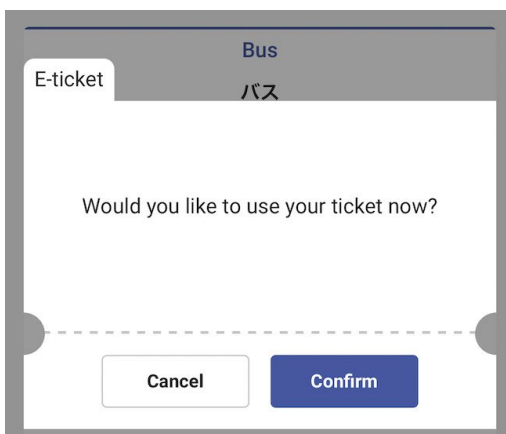 Bus
E-ticket
バス
Would you like to use your ticket now?
Cancel
Confirm